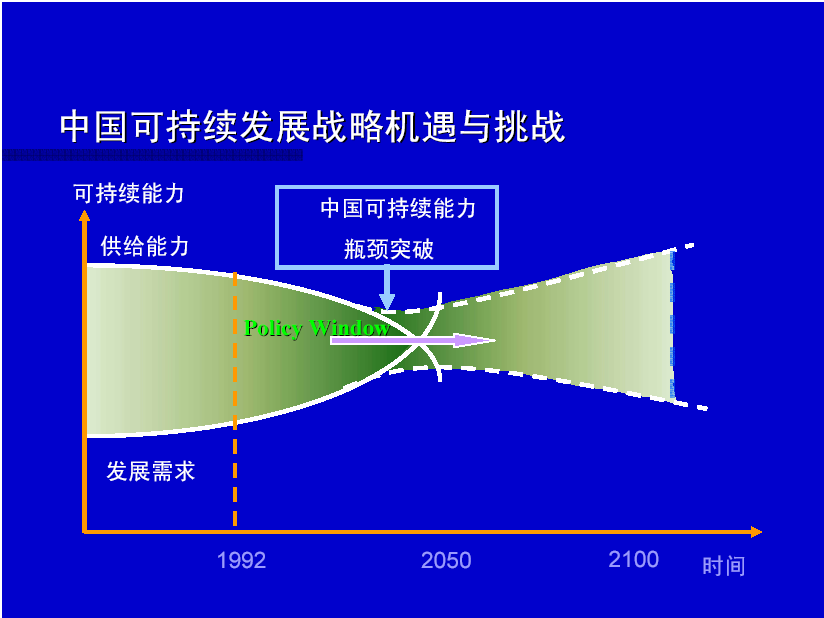 中国可持续发展战略机遇与挑战
可持续能力
供给能力
中国可持续能力
瓶颈突破
Policy Window
发展需求
1992
2050
2100
时间